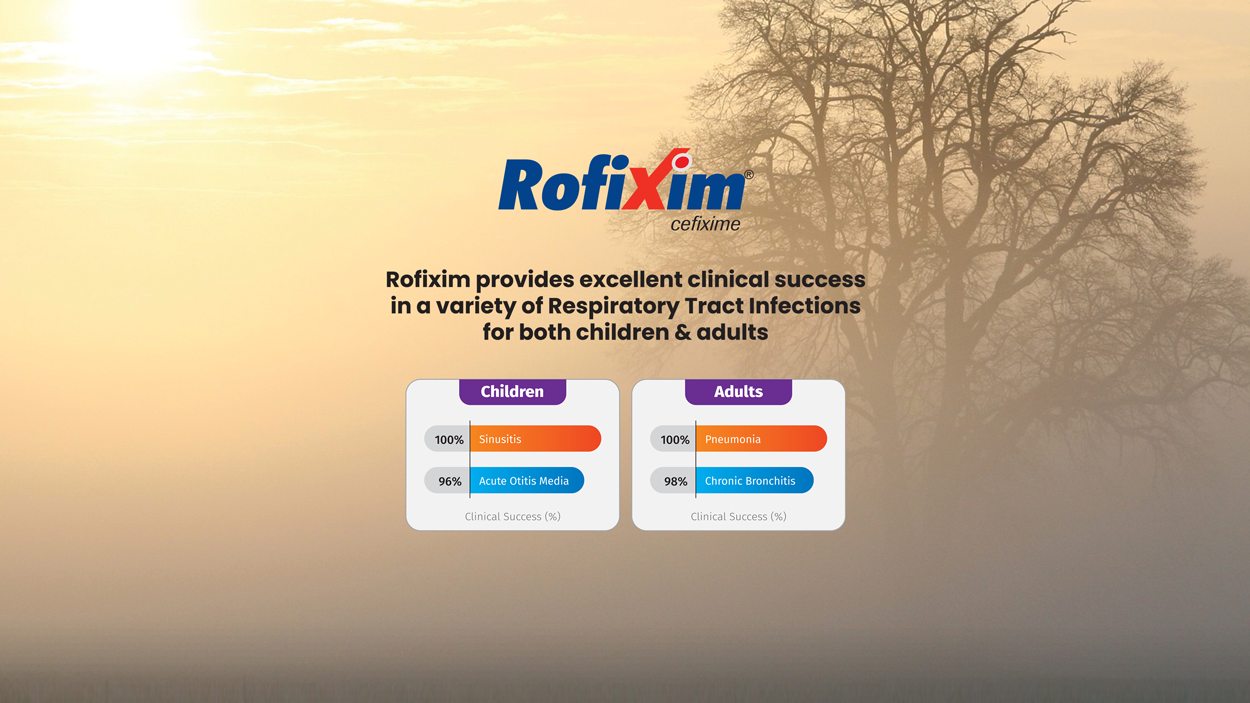 Rofixim®
cefixime
Rofixim provides excellent clinical success
in a variety of Respiratory Tract Infections
for both children & adults
Children
100% Sinusitis
96% Acute Otitis Media
Clinical Success (%)
Adults
100% Pneumonia
98% Chronic Bronchitis
Clinical Success (%)